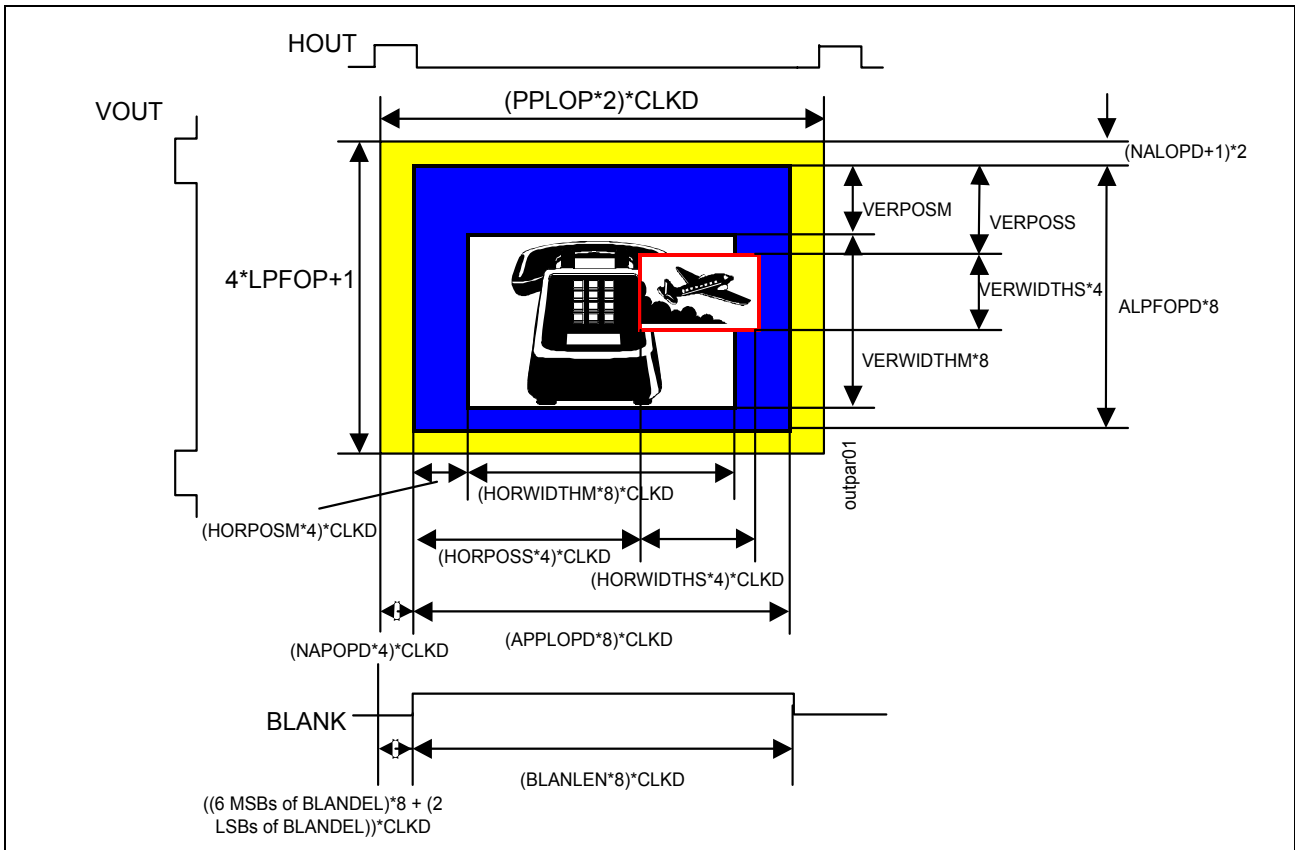 HOUT
(PPLOP*2)*CLKD
VOUT
(NALOPD+1)*2
VERPOSM
VERPOSS
4*LPFOP+1
VERWIDTHS*4
ALPFOPD*8
VERWIDTHM*8
outpar01
(HORWIDTHM*8)*CLKD
(HORPOSM*4)*CLKD
(HORPOSS*4)*CLKD
(HORWIDTHS*4)*CLKD
(NAPOPD*4)*CLKD
(APPLOPD*8)*CLKD
BLANK
(BLANLEN*8)*CLKD
((6 MSBs of BLANDEL)*8 + (2
LSBs of BLANDEL))*CLKD